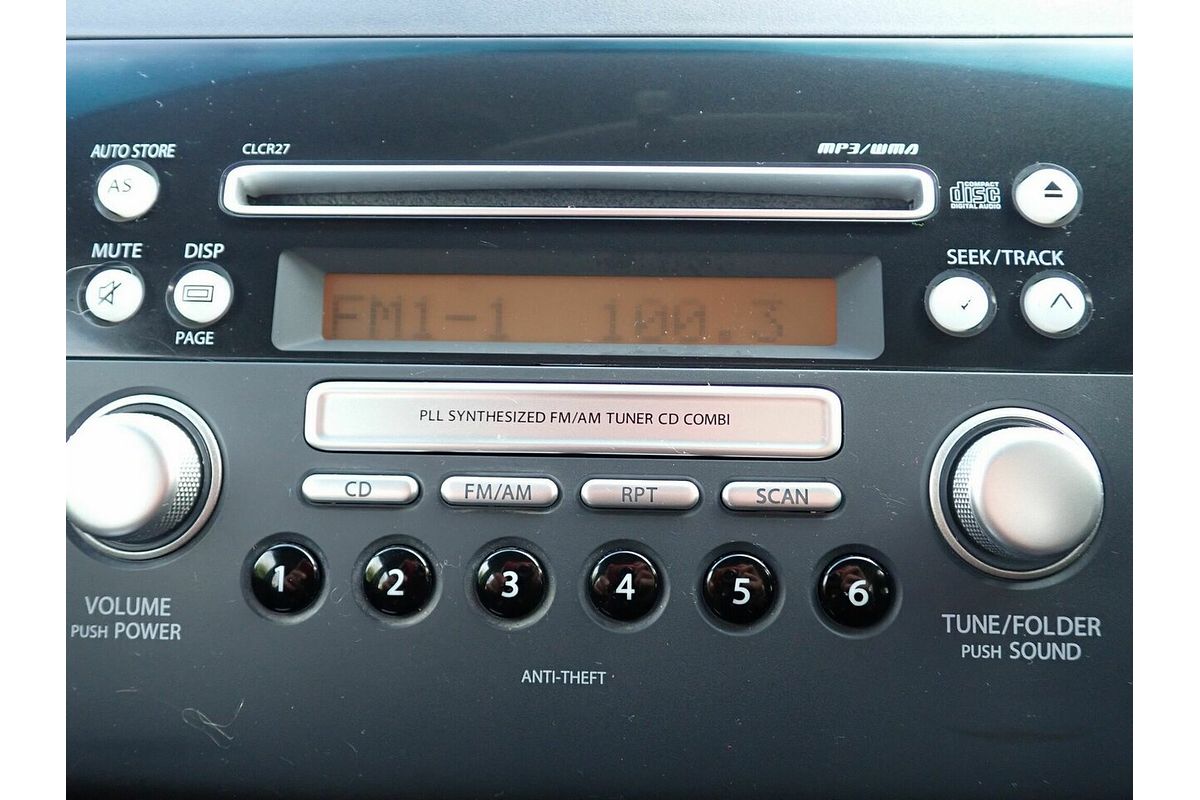 AUTO STORE
CLCR27
MP3/WMA
AS
COMPACT
disc
DIGITAL AUDIO
MUTE
DISP
SEEK/TRACK
FM1-1 100.3
PAGE
PLL SYNTHESIZED FM/AM TUNER CD COMBI
CD
FM/AM
RPT
SCAN
1
2
3
4
5
6
VOLUME
PUSH POWER
TUNE/FOLDER
PUSH SOUND
ANTI-THEFT